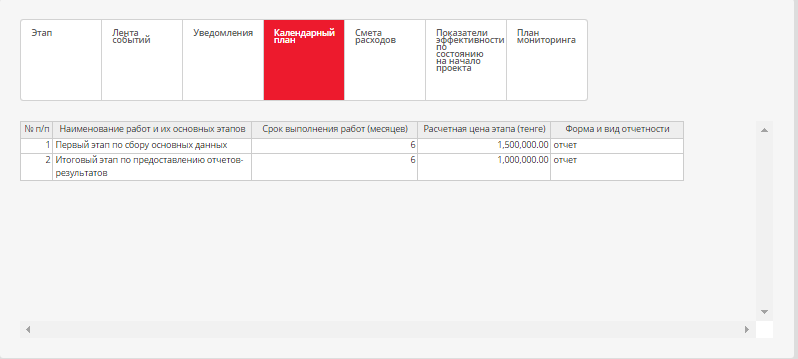 Этап
Лента
событий
Уведомления
Календарный
план
Смета
расходов
Показатели
эффективности
по
состоянию
на начало
проекта
План
мониторинга
№ п/п Наименование работ и их основных этапов Срок выполнения работ (месяцев) Расчетная цена этапа (тенге) Форма и вид отчетности
1 Первый этап по сбору основных данных 6 1,500,000.00 отчет
2 Итоговый этап по предоставлению отчетов- 6 1,000,000.00 отчет
результатов